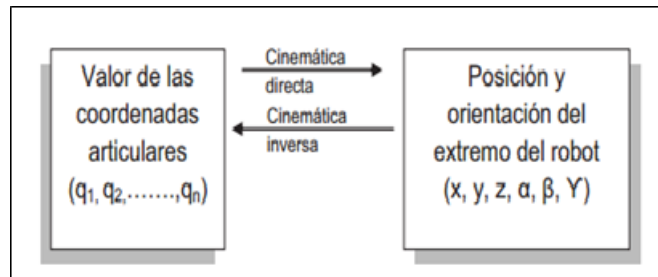 Valor de las
coordenadas
articulares
(q1, q2,.......,qn)
Cinemática
directa
Cinemática
inversa
Posición y
orientación del
extremo del robot
(x, y, z, α, β, ϒ)